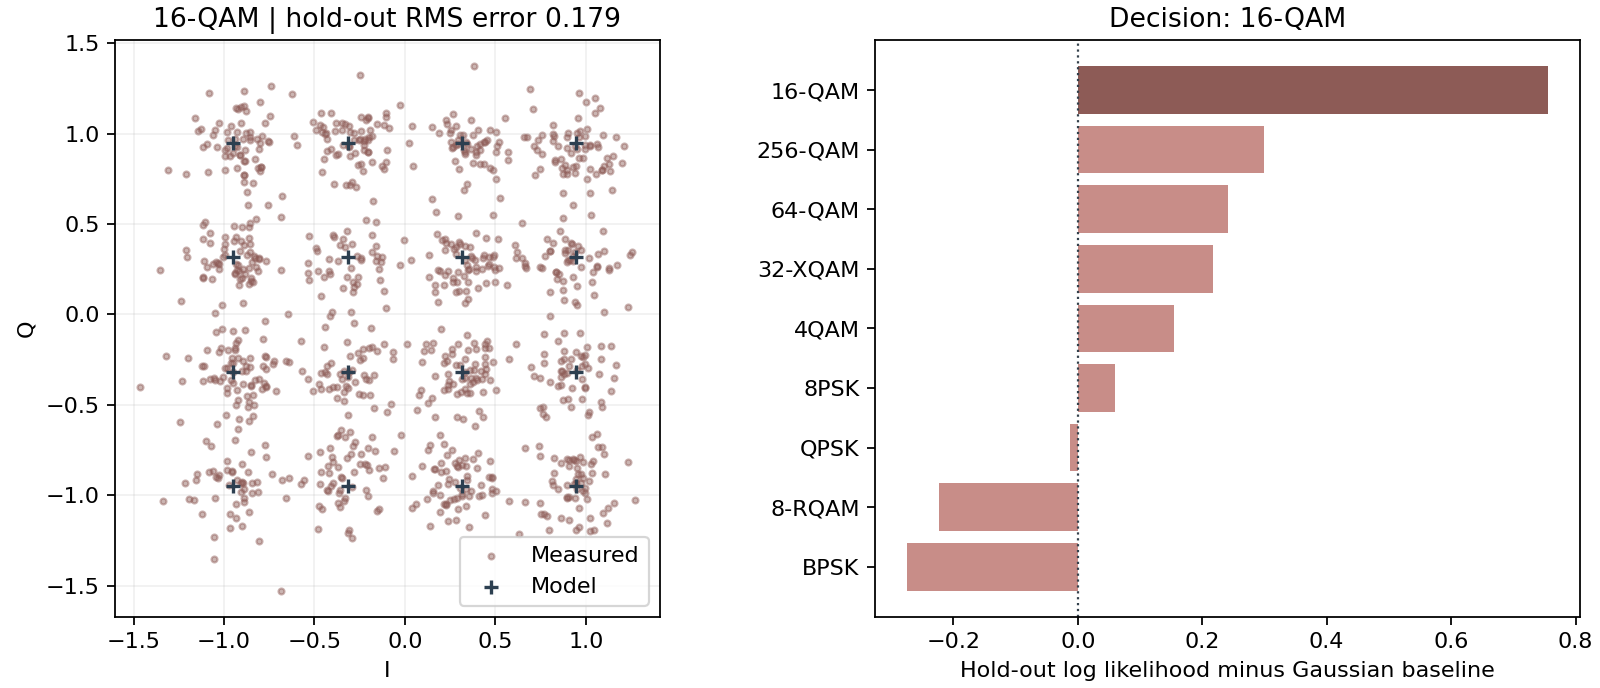 16-QAM | hold-out RMS error 0.179
1.5
1.0
0.5
0.0
−0.5
−1.0
−1.5
Q
Measured
Model
−1.5
−1.0
−0.5
0.0
0.5
1.0
I
Decision: 16-QAM
16-QAM
256-QAM
64-QAM
32-XQAM
4QAM
8PSK
QPSK
8-RQAM
BPSK
−0.2
0.0
0.2
0.4
0.6
0.8
Hold-out log likelihood minus Gaussian baseline